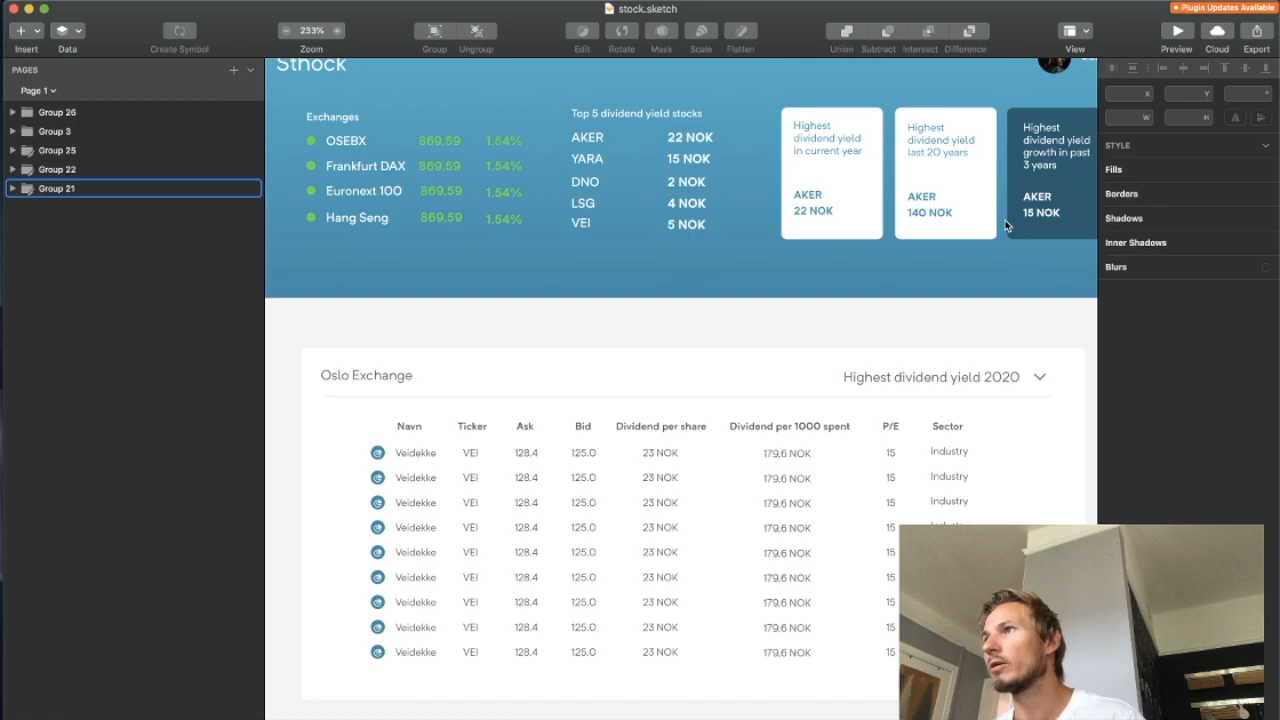 stock.sketch
Plugin Updates Available
233%
Insert
Data
Create Symbol
Zoom
Group
Ungroup
Edit
Rotate
Mask
Scale
Flatten
Union
Subtract
Intersect
Difference
View
Preview
Cloud
Export
PAGES
Page 1
Group 26
Group 3
Group 25
Group 22
Group 21
Sthock
Exchanges
OSEBX 869.59 1.54%
Frankfurt DAX 869.59 1.54%
Euronext 100 869.59 1.54%
Hang Seng 869.59 1.54%
Top 5 dividend yield stocks
AKER 22 NOK
YARA 15 NOK
DNO 2 NOK
LSG 4 NOK
VEI 5 NOK
Highest
dividend yield
in current year
AKER
22 NOK
Highest
dividend yield
last 20 years
AKER
140 NOK
Highest
dividend yield
growth in past
3 years
AKER
15 NOK
X
Y
W
H
STYLE
Fills
Borders
Shadows
Inner Shadows
Blurs
Oslo Exchange
Highest dividend yield 2020
Navn Ticker Ask Bid Dividend per share Dividend per 1000 spent P/E Sector
Veidekke VEI 128.4 125.0 23 NOK 179.6 NOK 15 Industry
Veidekke VEI 128.4 125.0 23 NOK 179.6 NOK 15 Industry
Veidekke VEI 128.4 125.0 23 NOK 179.6 NOK 15 Industry
Veidekke VEI 128.4 125.0 23 NOK 179.6 NOK 15
Veidekke VEI 128.4 125.0 23 NOK 179.6 NOK 15
Veidekke VEI 128.4 125.0 23 NOK 179.6 NOK 15
Veidekke VEI 128.4 125.0 23 NOK 179.6 NOK 15
Veidekke VEI 128.4 125.0 23 NOK 179.6 NOK 15
Veidekke VEI 128.4 125.0 23 NOK 179.6 NOK 15